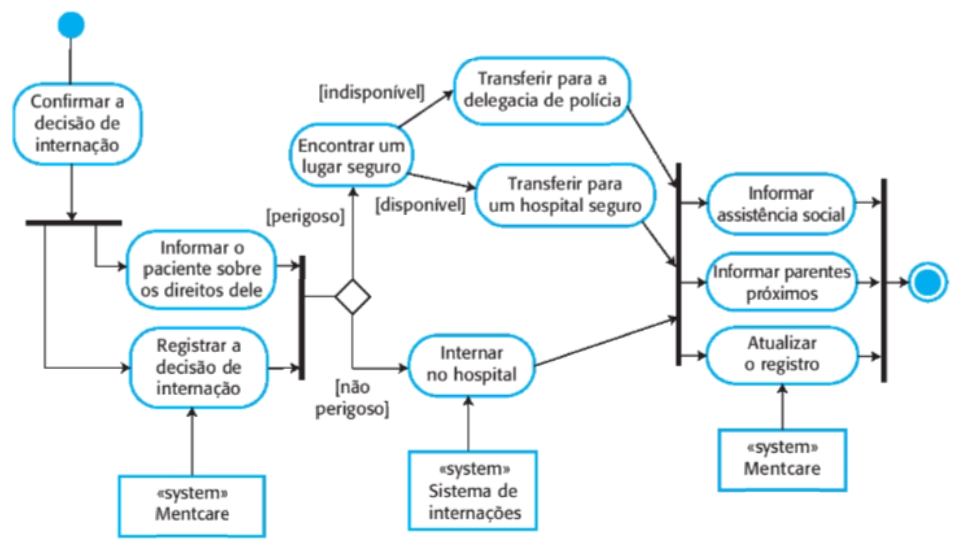 Confirmar a
decisão de
internação
Informar o
paciente sobre
os direitos dele
Registrar a
decisão de
internação
«system»
Mentcare
[perigoso]
[não
perigoso]
Encontrar um
lugar seguro
[indisponível]
[disponível]
Transferir para a
delegacia de polícia
Transferir para
um hospital seguro
Internar
no hospital
«system»
Sistema de
internações
Informar
assistência social
Informar parentes
próximos
Atualizar
o registro
«system»
Mentcare